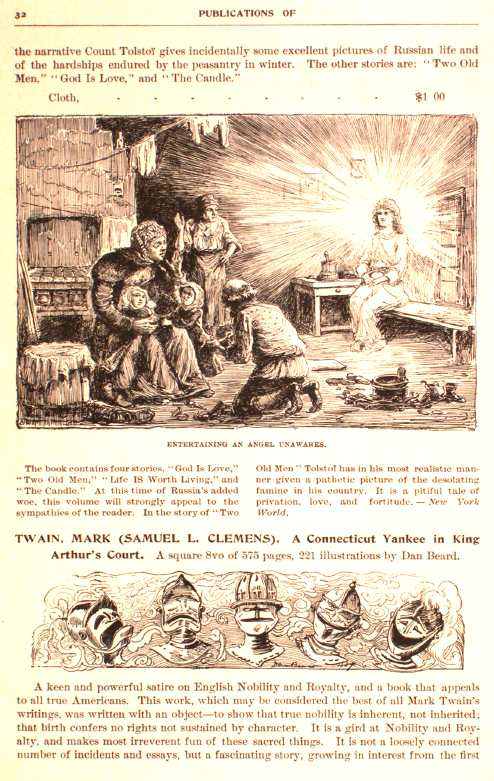 32
PUBLICATIONS OF
the narrative Count Tolstoï gives incidentally some excellent pictures of Russian life and
of the hardships endured by the peasantry in winter. The other stories are: "Two Old
Men," "God Is Love," and "The Candle."
Cloth, - - - - - - - - $1 00
ENTERTAINING AN ANGEL UNAWARES.
The book contains four stories, "God Is Love,"
"Two Old Men," "Life IS Worth Living," and
"The Candle." At this time of Russia's added
woe, this volume will strongly appeal to the
sympathies of the reader. In the story of "Two
Old Men" Tolstoï has in his most realistic man-
ner given a pathetic picture of the desolating
famine in his country. It is a pitiful tale of
privation, love, and fortitude. — New York
World.
TWAIN, MARK (SAMUEL L. CLEMENS). A Connecticut Yankee in King
Arthur's Court. A square 8vo of 575 pages, 221 illustrations by Dan Beard.
A keen and powerful satire on English Nobility and Royalty, and a book that appeals
to all true Americans. This work, which may be considered the best of all Mark Twain's
writings, was written with an object—to show that true nobility is inherent, not inherited;
that birth confers no rights not sustained by character. It is a gird at Nobility and Roy-
alty, and makes most irreverent fun of these sacred things. It is not a loosely connected
number of incidents and essays, but a fascinating story, growing in interest from the first